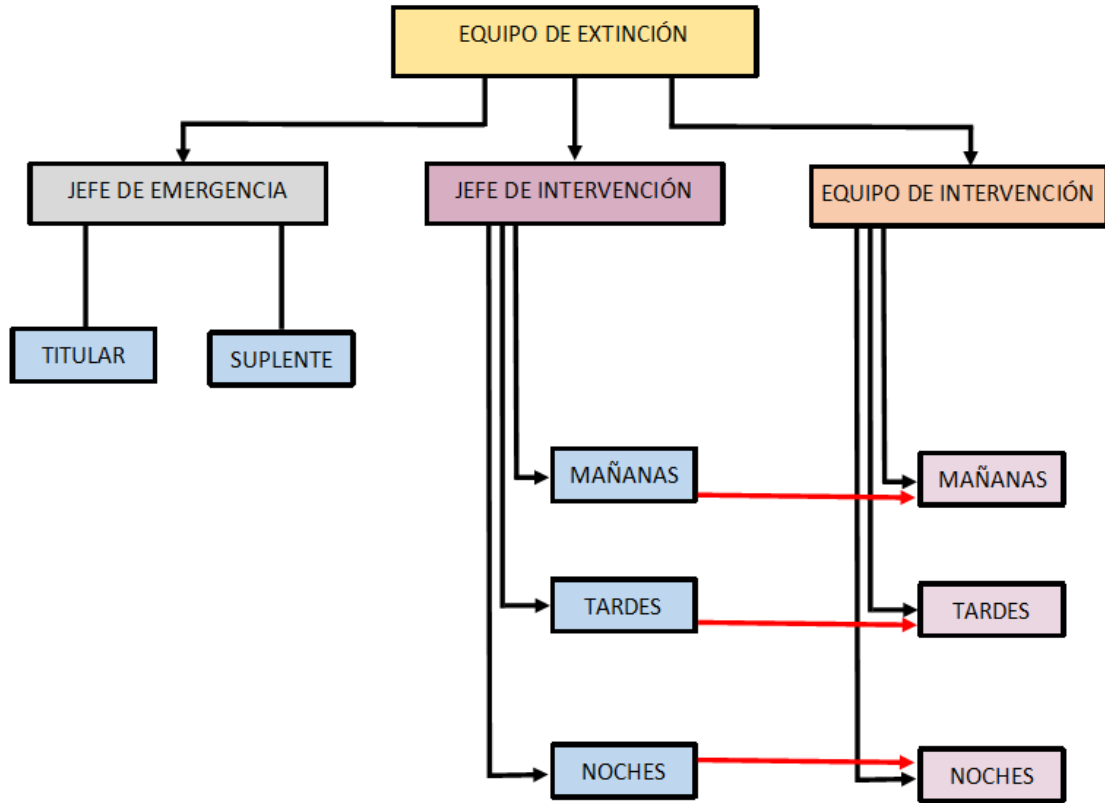 EQUIPO DE EXTINCIÓN
JEFE DE EMERGENCIA
JEFE DE INTERVENCIÓN
EQUIPO DE INTERVENCIÓN
TITULAR
SUPLENTE
MAÑANAS
MAÑANAS
TARDES
TARDES
NOCHES
NOCHES